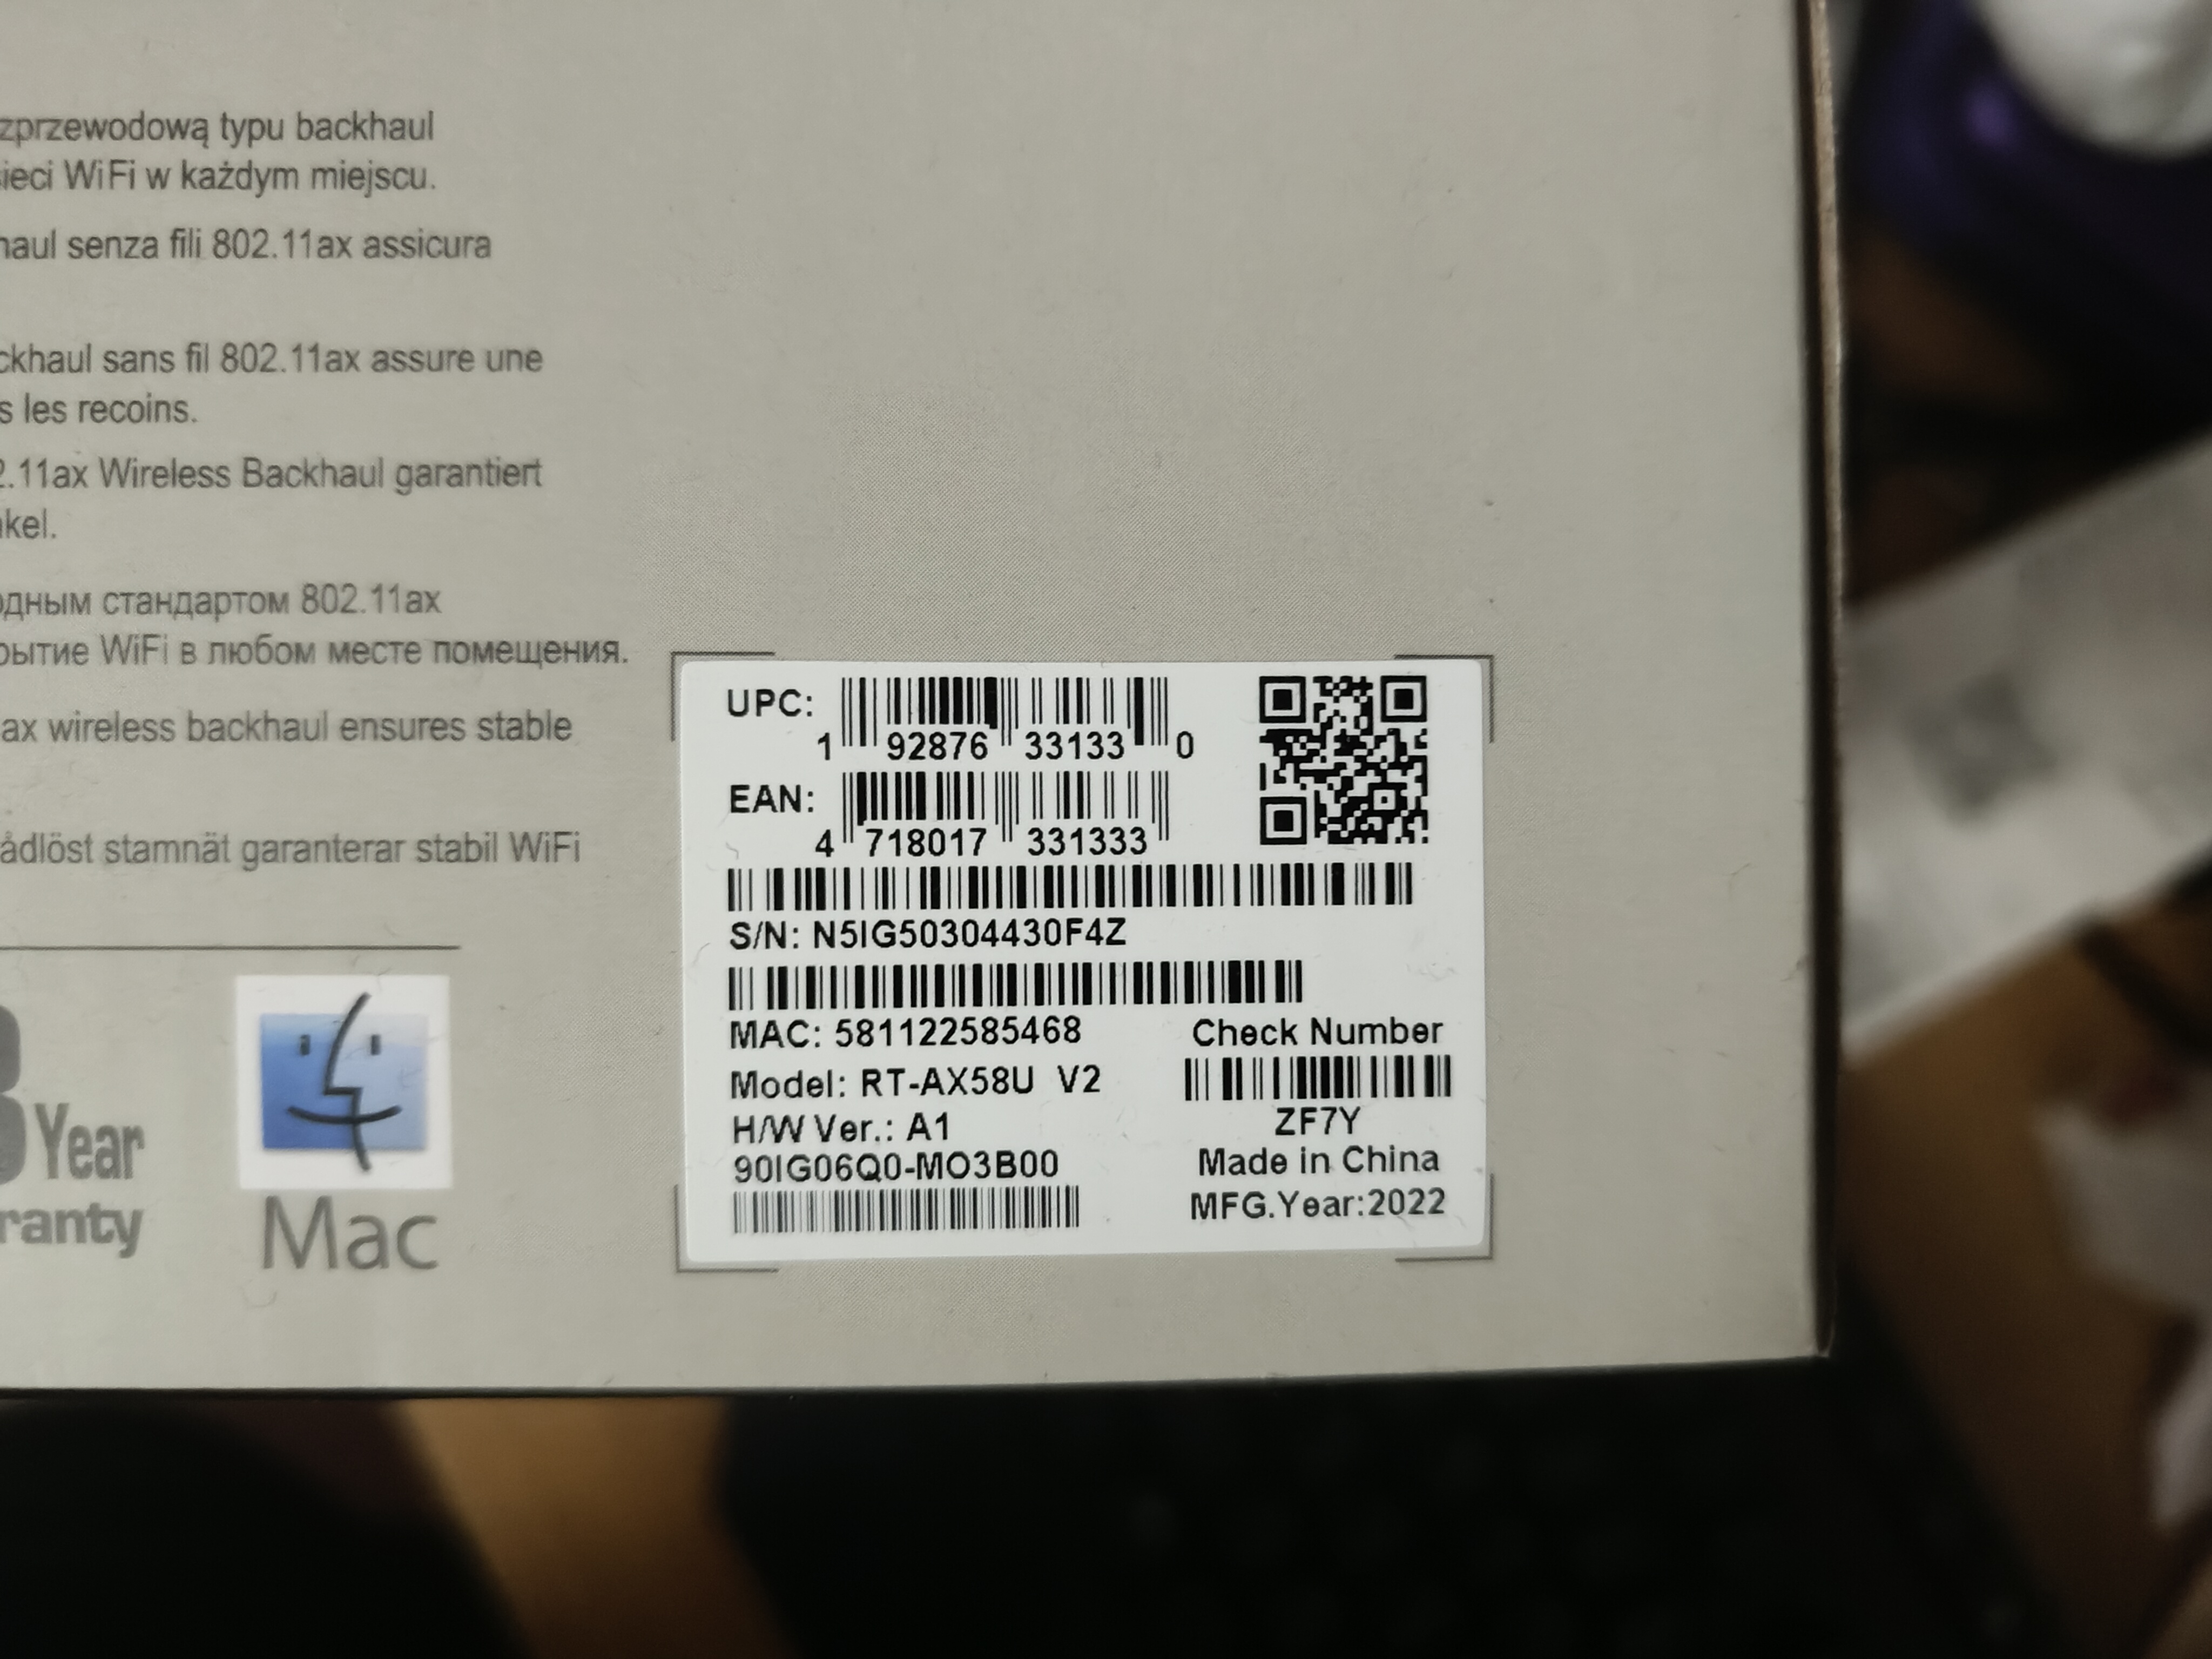 zprzewodową typu backhaul
ieci WiFi w każdym miejscu.
haul senza fili 802.11ax assicura
ckhaul sans fil 802.11ax assure une
s les recoins.
2.11ax Wireless Backhaul garantiert
nkel.
одным стандартом 802.11ax
рытие WiFi в любом месте помещения.
ax wireless backhaul ensures stable
ådlöst stamnät garanterar stabil WiFi
3 Year
ranty
Mac
UPC:
1 92876 33133 0
EAN:
4 718017 331333
S/N: N5IG50304430F4Z
MAC: 581122585468
Check Number
Model: RT-AX58U V2
ZF7Y
H/W Ver.: A1
Made in China
90IG06Q0-MO3B00
MFG.Year:2022